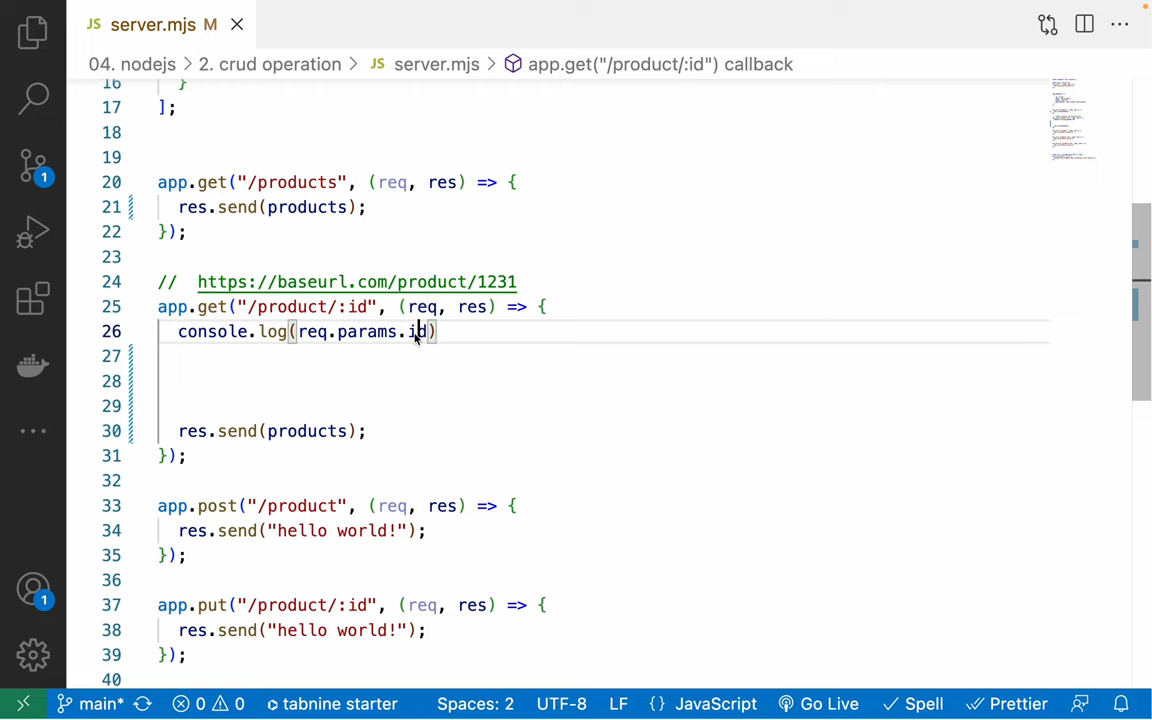 JS server.mjs M
04. nodejs > 2. crud operation > JS server.mjs > app.get("/product/:id") callback
16 }
17 ];
18
19
20 app.get("/products", (req, res) => {
21 res.send(products);
22 });
23
24 // https://baseurl.com/product/1231
25 app.get("/product/:id", (req, res) => {
26 console.log(req.params.id)
27
28
29
30 res.send(products);
31 });
32
33 app.post("/product", (req, res) => {
34 res.send("hello world!");
35 });
36
37 app.put("/product/:id", (req, res) => {
38 res.send("hello world!");
39 });
40
1
1
main* 0 0 tabnine starter Spaces: 2 UTF-8 LF {} JavaScript Go Live Spell Prettier